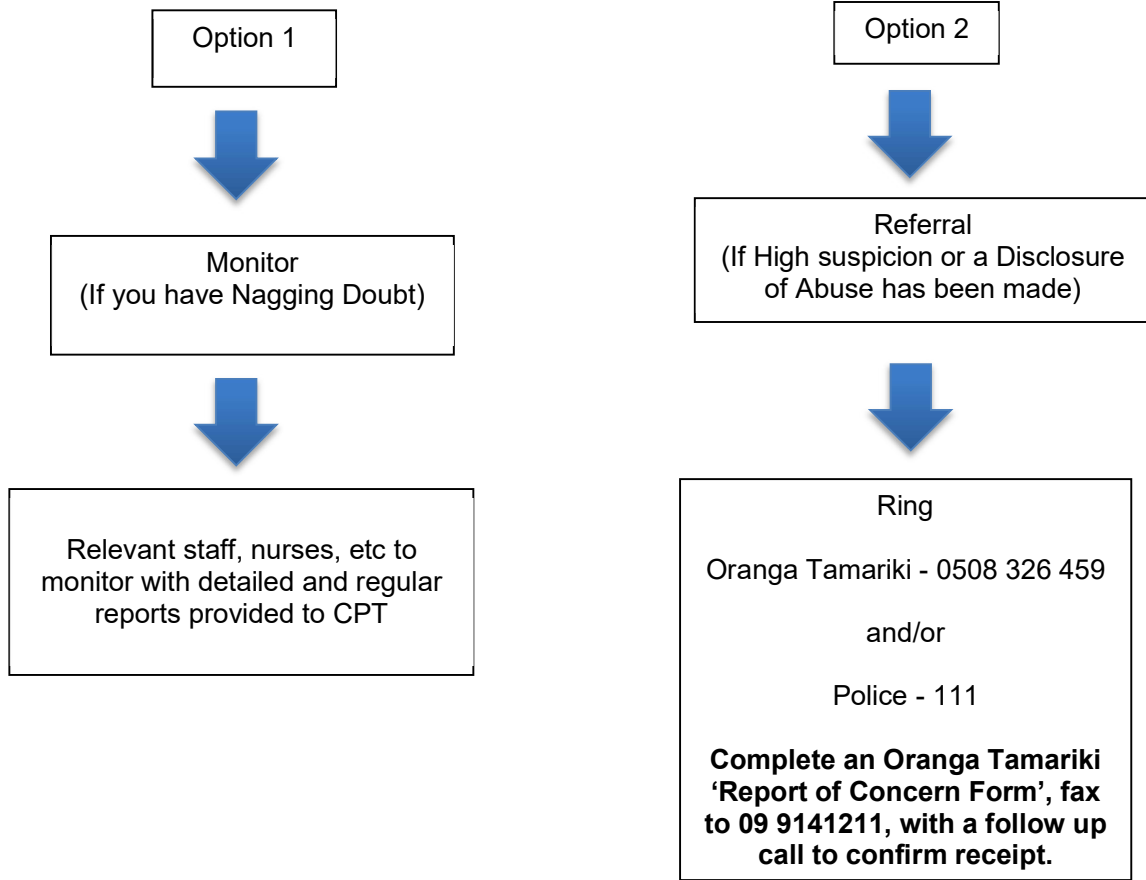 Option 1
Monitor
(If you have Nagging Doubt)
Relevant staff, nurses, etc to
monitor with detailed and regular
reports provided to CPT
Option 2
Referral
(If High suspicion or a Disclosure
of Abuse has been made)
Ring
Oranga Tamariki - 0508 326 459
and/or
Police - 111
Complete an Oranga Tamariki
‘Report of Concern Form’, fax
to 09 9141211, with a follow up
call to confirm receipt.